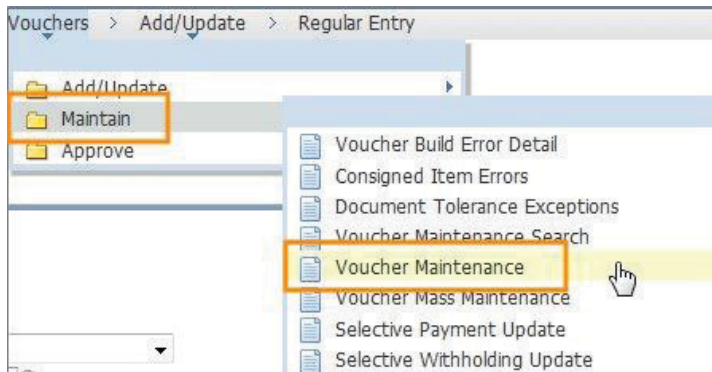 Vouchers > Add/Update > Regular Entry
Add/Update
Maintain
Approve
Voucher Build Error Detail
Consigned Item Errors
Document Tolerance Exceptions
Voucher Maintenance Search
Voucher Maintenance
Voucher Mass Maintenance
Selective Payment Update
Selective Withholding Update